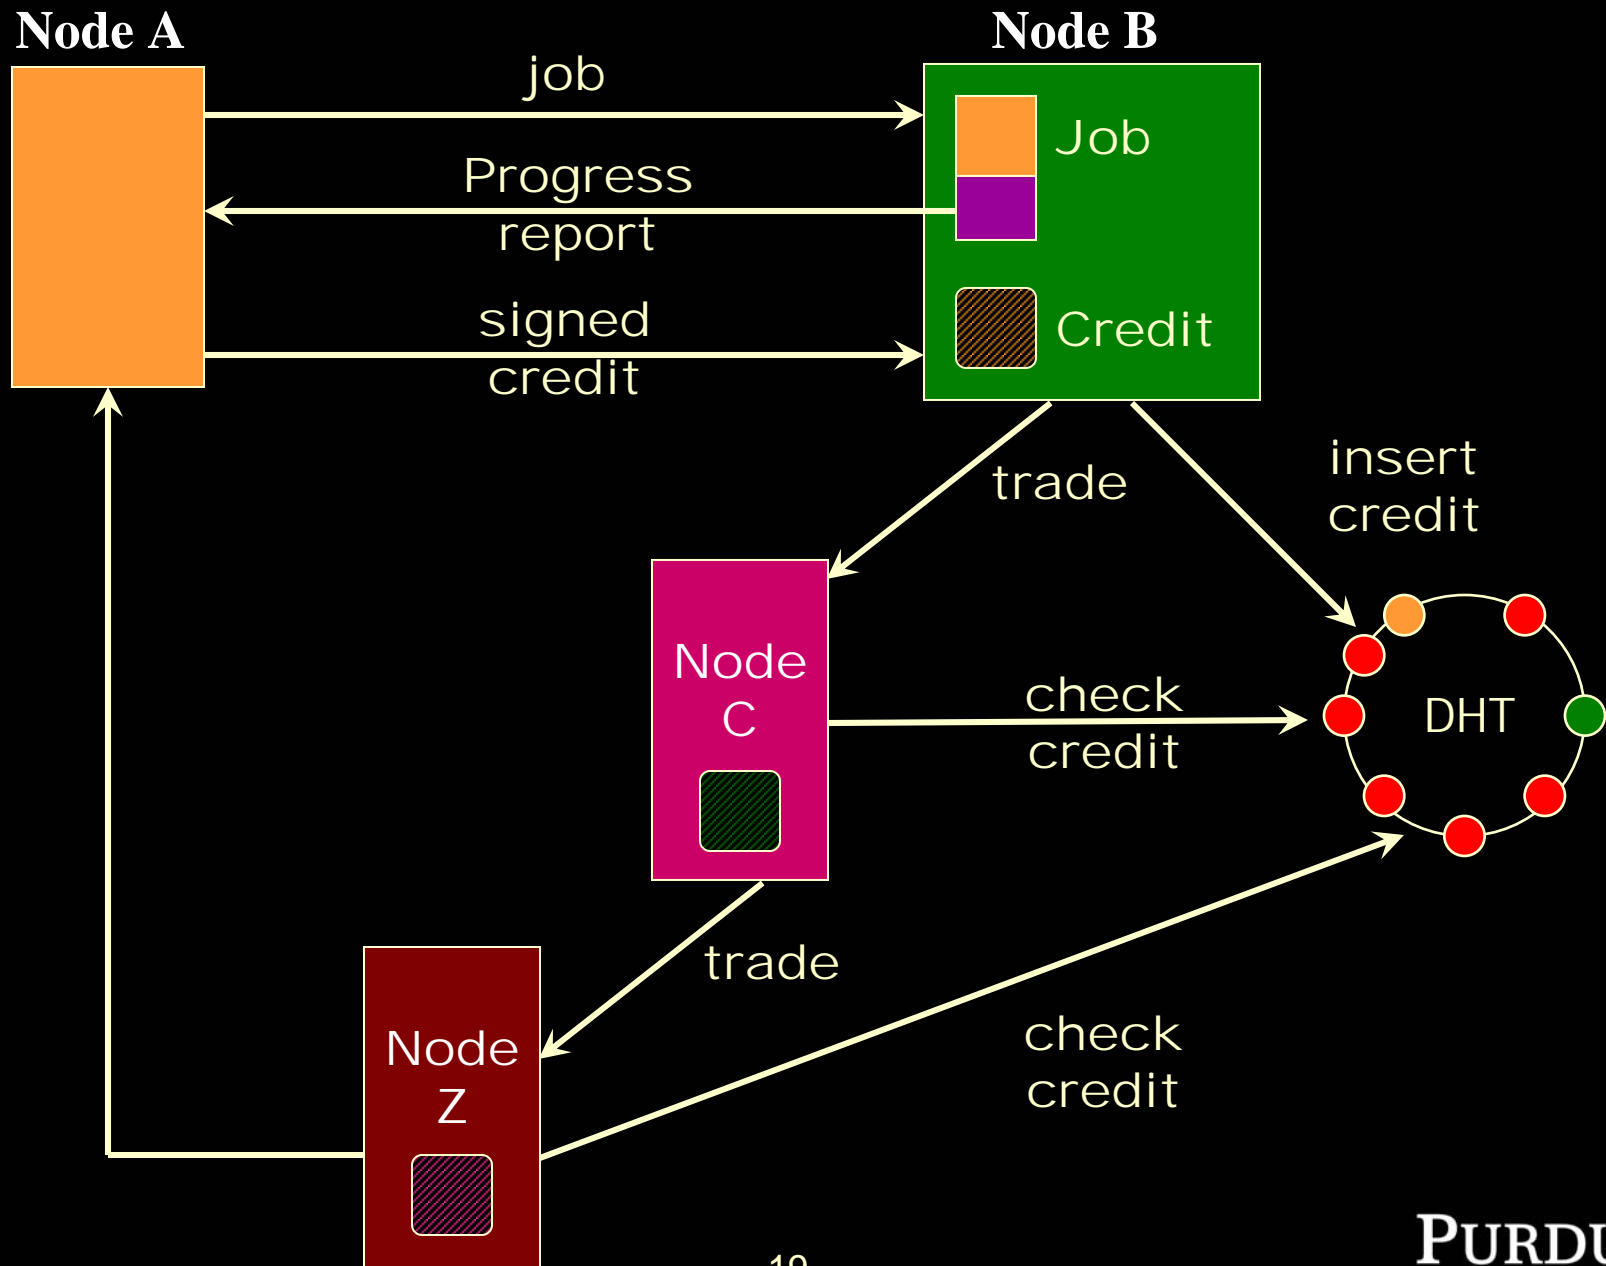 Node A
Node B
job
Job
Progress
report
signed
credit
Credit
trade
insert
credit
Node
C
check
credit
DHT
trade
Node
Z
check
credit
PURDU